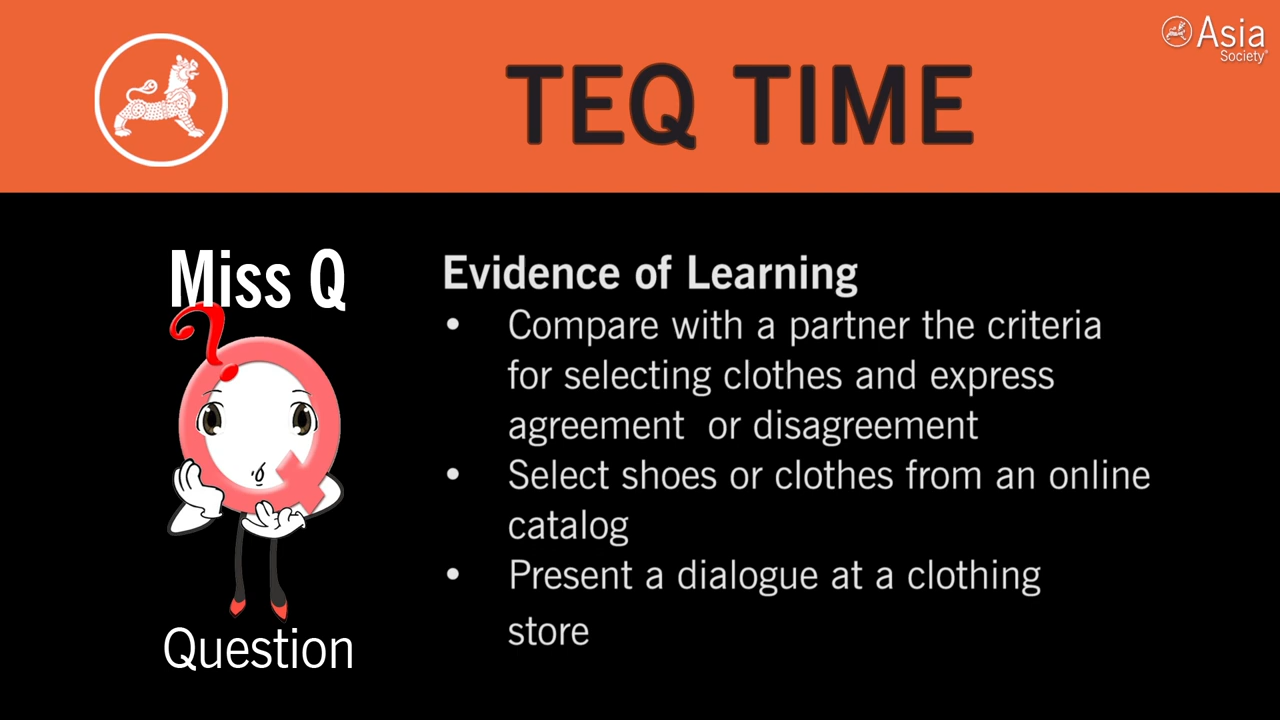 Asia
Society
TEQ TIME
Miss Q
?
Question
Evidence of Learning
• Compare with a partner the criteria
for selecting clothes and express
agreement or disagreement
• Select shoes or clothes from an online
catalog
• Present a dialogue at a clothing
store